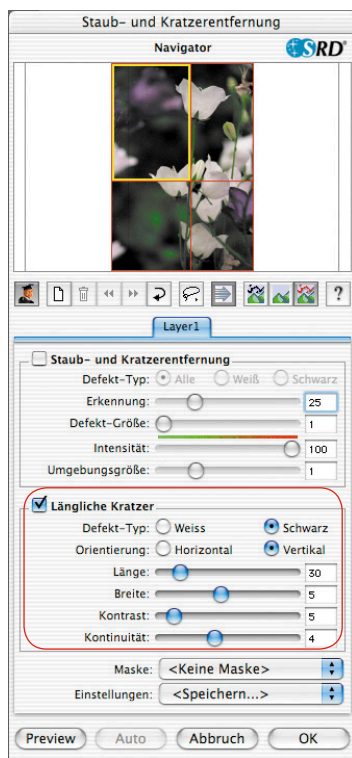 Staub- und Kratzerentfernung
Navigator SRD
?
Layer1
Staub- und Kratzerentfernung
Defekt-Typ: Alle Weiß Schwarz
Erkennung: 25
Defekt-Größe: 1
Intensität: 100
Umgebungsgröße: 1
Längliche Kratzer
Defekt-Typ: Weiss Schwarz
Orientierung: Horizontal Vertikal
Länge: 30
Breite: 5
Kontrast: 5
Kontinuität: 4
Maske: <Keine Maske>
Einstellungen: <Speichern...>
Preview Auto Abbruch OK